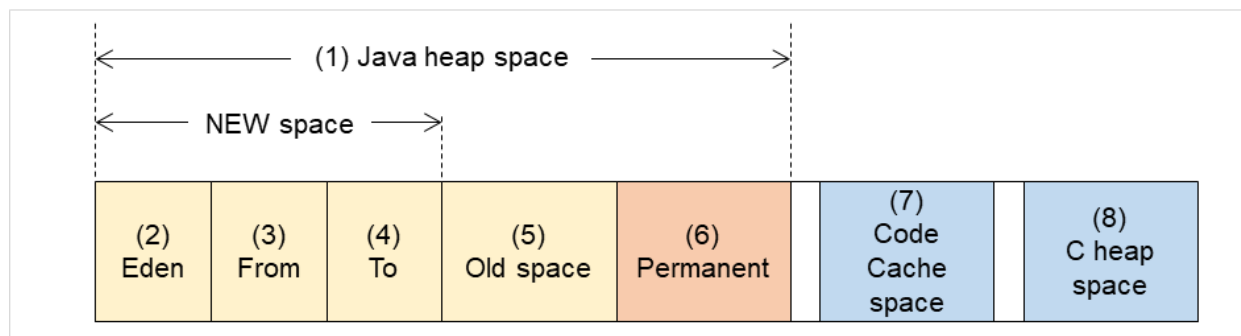 (1) Java heap space
NEW space
(2)
Eden
(3)
From
(4)
To
(5)
Old space
(6)
Permanent
(7)
Code
Cache
space
(8)
C heap
space